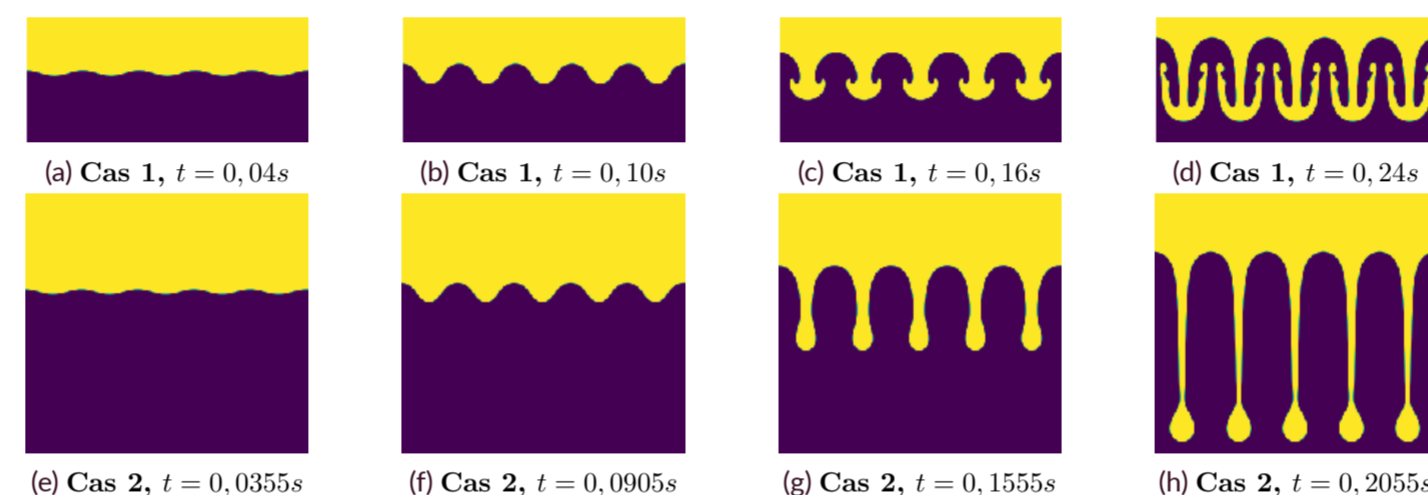 (a) Cas 1, t = 0, 04s
(b) Cas 1, t = 0, 10s
(c) Cas 1, t = 0, 16s
(d) Cas 1, t = 0, 24s
(e) Cas 2, t = 0, 0355s
(f) Cas 2, t = 0, 0905s
(g) Cas 2, t = 0, 1555s
(h) Cas 2, t = 0, 2055s